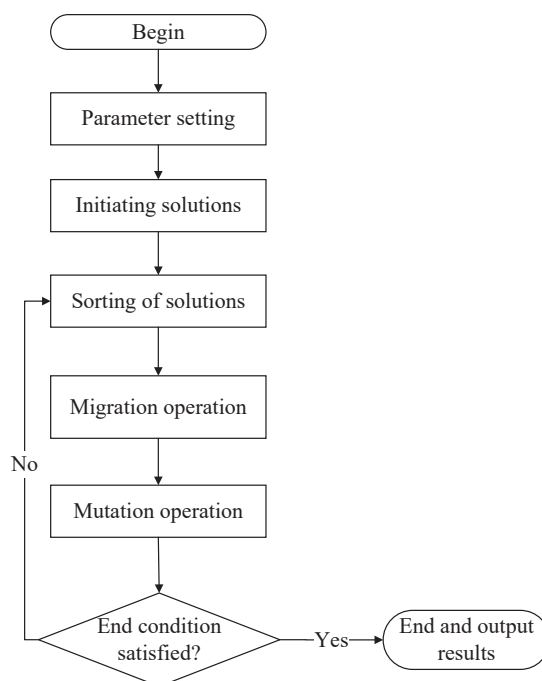 Begin
Parameter setting
Initiating solutions
Sorting of solutions
Migration operation
No
Mutation operation
End condition
satisfied?
Yes
End and output
results